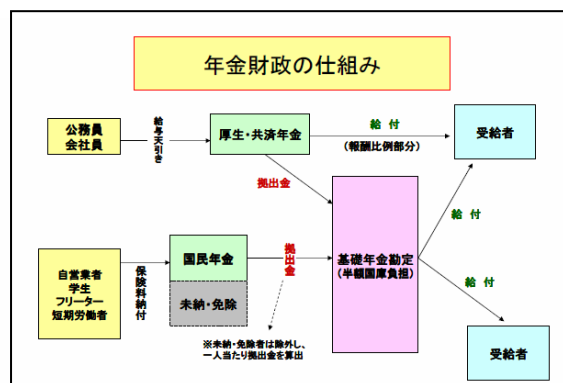 年金財政の仕組み
公務員
会社員
給与天引き
厚生・共済年金
給 付
(報酬比例部分)
受給者
拠出金
自営業者
学生
フリーター
短期労働者
保険料納付
国民年金
未納・免除
拠出金
基礎年金勘定
(半額国庫負担)
給 付
給 付
受給者
※未納・免除者は除外し、
一人当たり拠出金を算出